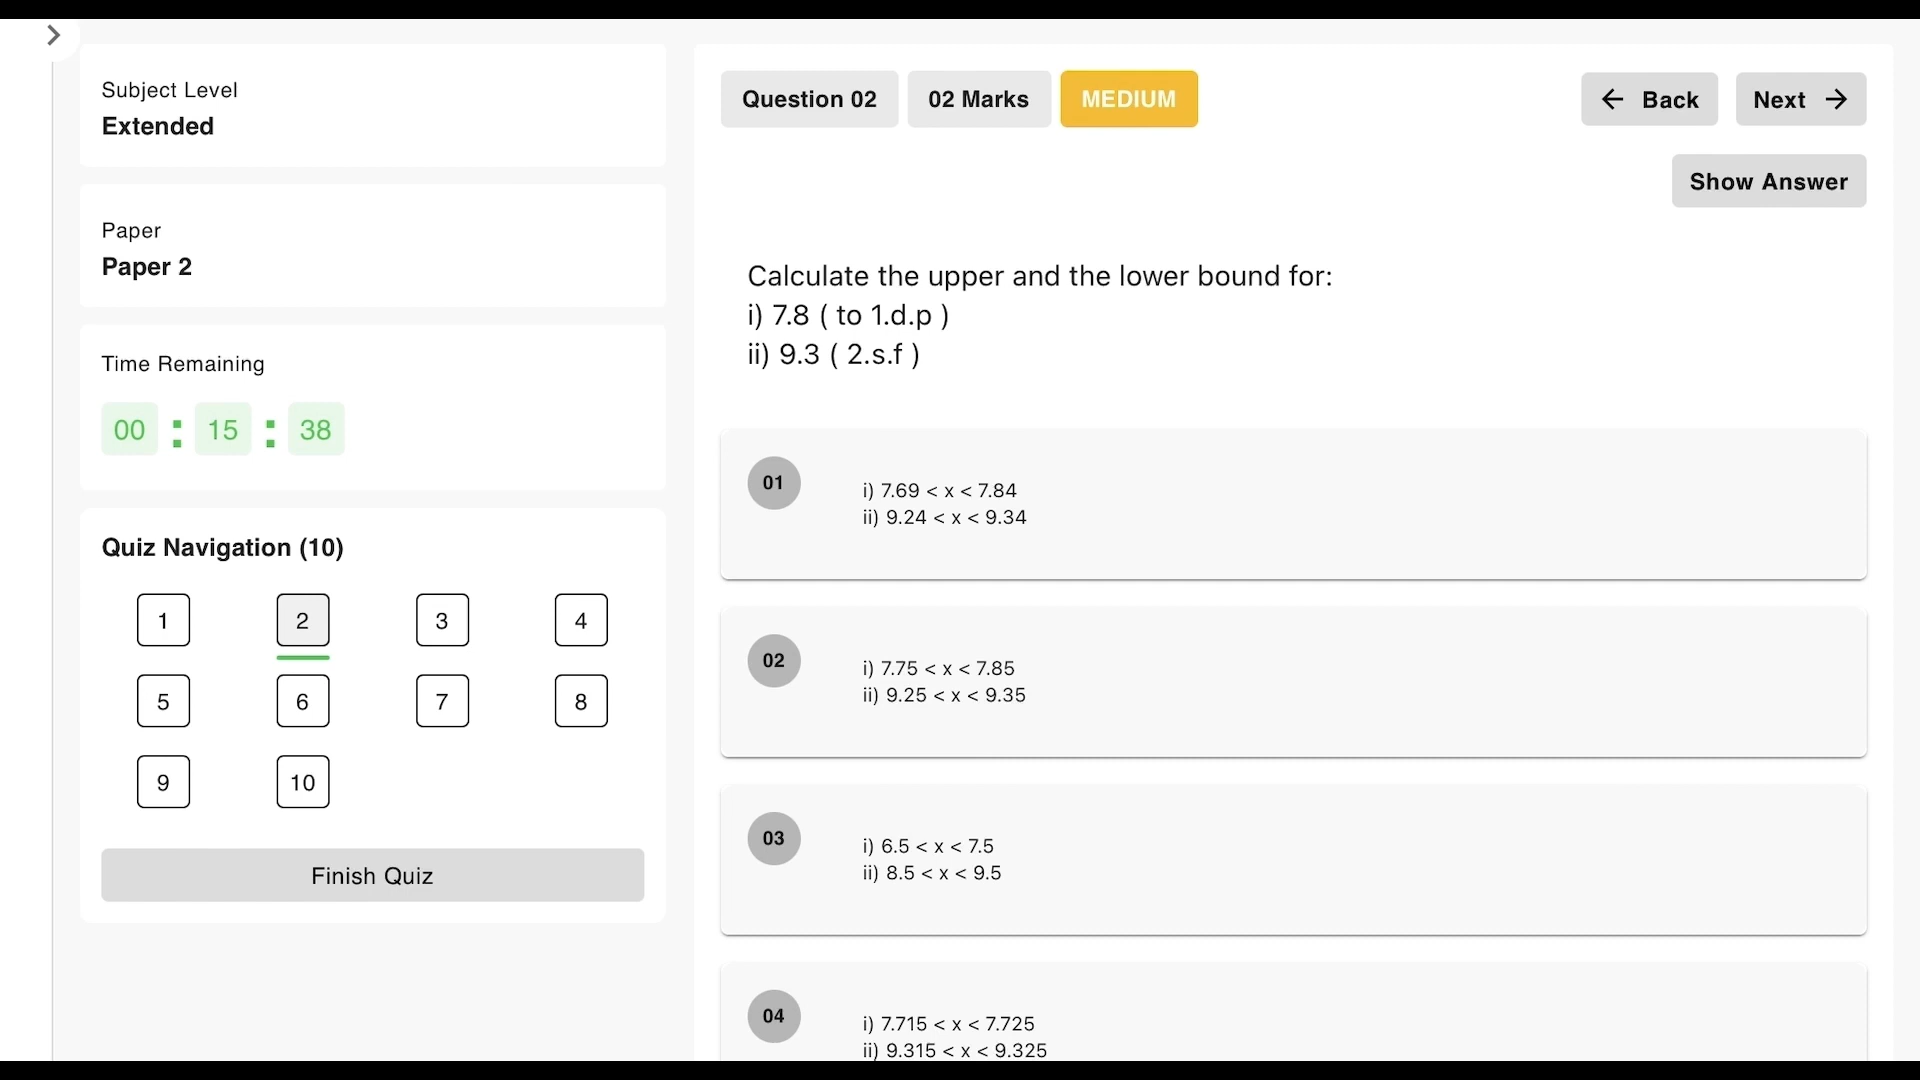 Subject Level
Extended
Paper
Paper 2
Time Remaining
00 : 15 : 38
Quiz Navigation (10)
1 2 3 4
5 6 7 8
9 10
Finish Quiz
Question 02 02 Marks MEDIUM
← Back Next →
Show Answer
Calculate the upper and the lower bound for:
i) 7.8 ( to 1.d.p )
ii) 9.3 ( 2.s.f )
01
i) 7.69 < x < 7.84
ii) 9.24 < x < 9.34
02
i) 7.75 < x < 7.85
ii) 9.25 < x < 9.35
03
i) 6.5 < x < 7.5
ii) 8.5 < x < 9.5
04
i) 7.715 < x < 7.725
ii) 9.315 < x < 9.325